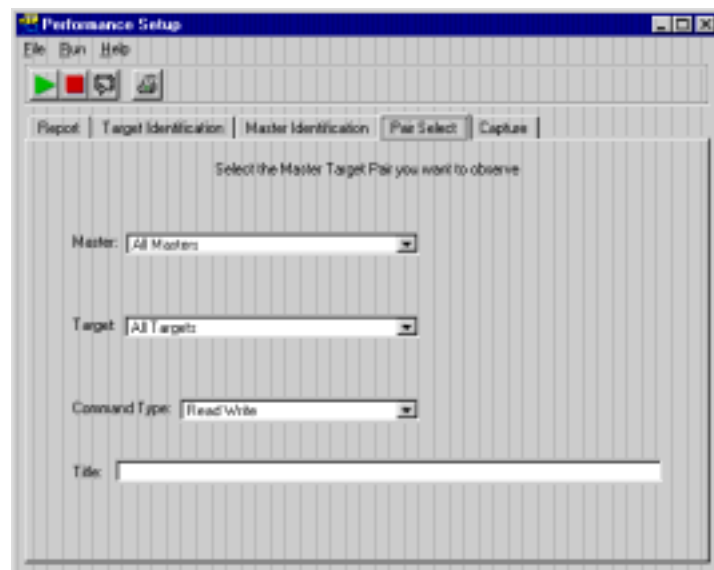 Performance Setup
File Run Help
Report Target Identification Master Identification Pair Select Capture
Select the Master Target Pair you want to observe
Master: All Masters
Target: All Targets
Command Type: Read Write
Title: